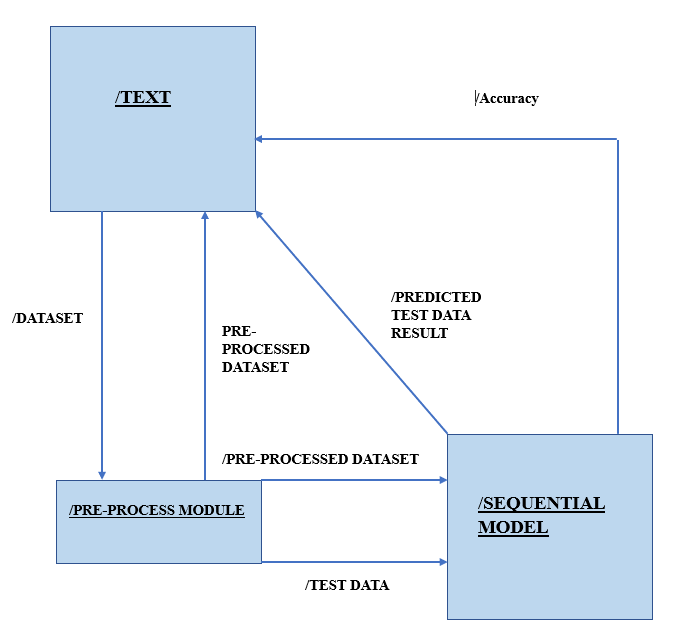 /TEXT
/Accuracy
/DATASET
PRE-
PROCESSED
DATASET
/PREDICTED
TEST DATA
RESULT
/PRE-PROCESSED DATASET
/PRE-PROCESS MODULE
/SEQUENTIAL
MODEL
/TEST DATA